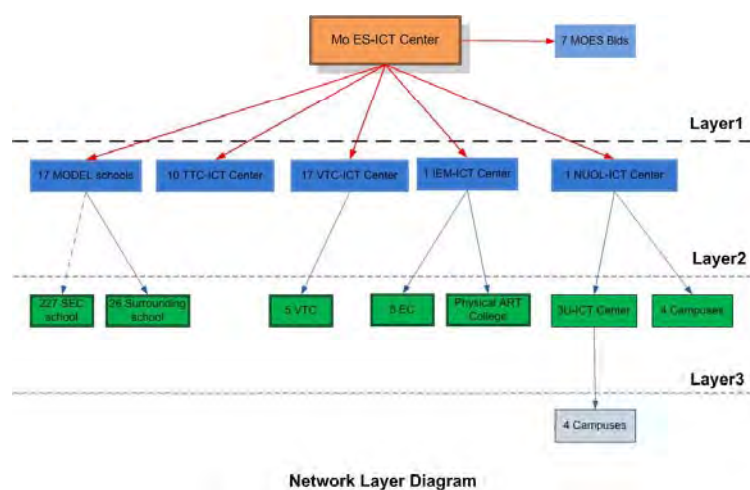 Mo ES-ICT Center
7 MOES Bids
Layer1
17 MODEL schools
10 TTC-ICT Center
17 VTC-ICT Center
1 IEM-ICT Center
1 NUOL-ICT Center
Layer2
227 SEC
school
26 Surrounding
school
5 VTC
5 EC
Physical ART
College
3U-ICT Center
4 Campuses
Layer3
4 Campuses
Network Layer Diagram